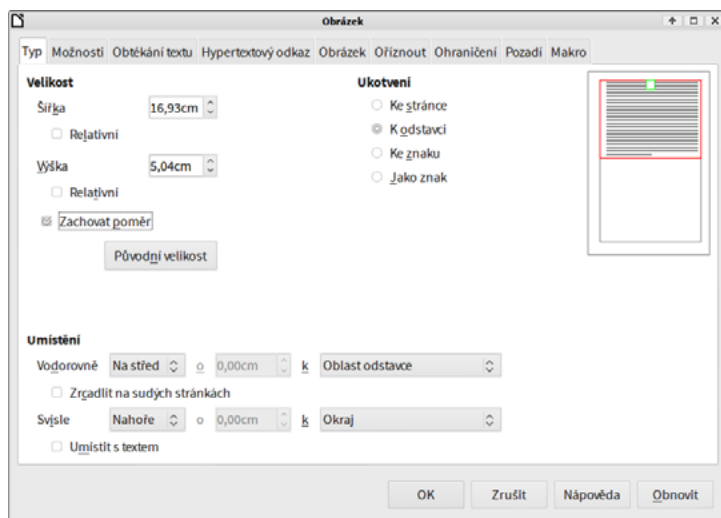 Obrázek
Typ Možnosti Obtékání textu Hypertextový odkaz Obrázek Oříznout Ohraničení Pozadí Makro
Velikost
Šířka 16,93cm
Relativní
Výška 5,04cm
Relativní
Zachovat poměr
Původní velikost
Ukotvení
Ke stránce
K odstavci
Ke znaku
Jako znak
Umístění
Vodorovně Na střed o 0,00cm k Oblast odstavce
Zrcadlit na sudých stránkách
Svisle Nahoře o 0,00cm k Okraj
Umístit s textem
OK Zrušit Nápověda Obnovit